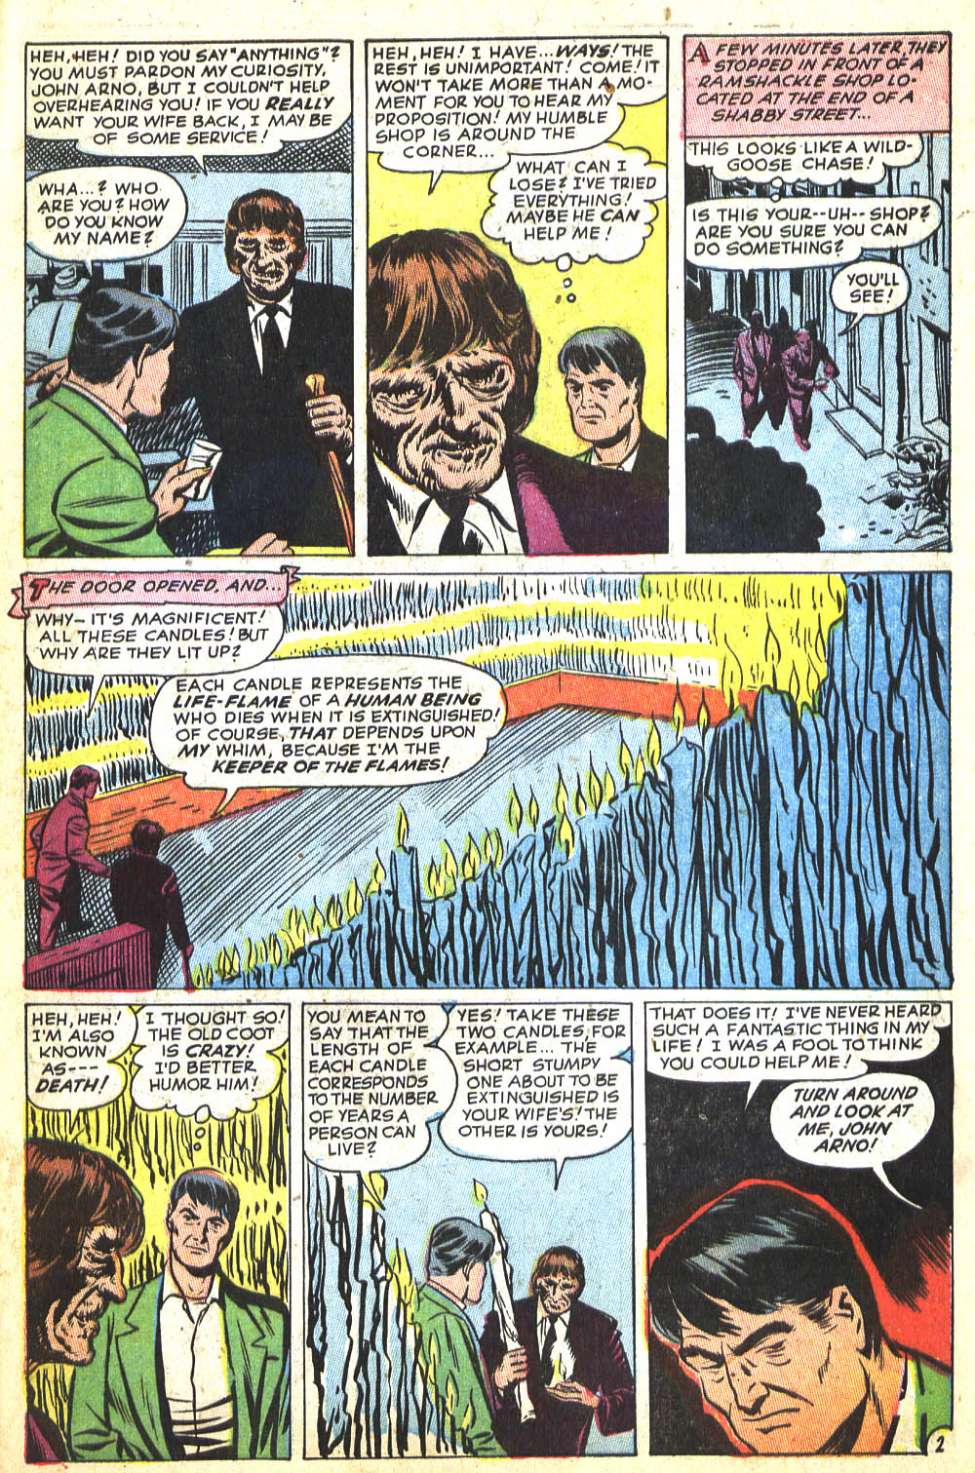 HEH, HEH! DID YOU SAY "ANYTHING"?
YOU MUST PARDON MY CURIOSITY,
JOHN ARNO, BUT I COULDN'T HELP
OVERHEARING YOU! IF YOU REALLY
WANT YOUR WIFE BACK, I MAY BE
OF SOME SERVICE!
WHA...? WHO
ARE YOU? HOW
DO YOU KNOW
MY NAME?
HEH, HEH! I HAVE... WAYS! THE
REST IS UNIMPORTANT! COME! IT
WON'T TAKE MORE THAN A MO-
MENT FOR YOU TO HEAR MY
PROPOSITION! MY HUMBLE
SHOP IS AROUND THE
CORNER...
WHAT CAN I
LOSE? I'VE TRIED
EVERYTHING!
MAYBE HE CAN
HELP ME!
A FEW MINUTES LATER, THEY
STOPPED IN FRONT OF A
RAMSHACKLE SHOP LO-
CATED AT THE END OF A
SHABBY STREET...
THIS LOOKS LIKE A WILD-
GOOSE CHASE!
IS THIS YOUR--UH--SHOP?
ARE YOU SURE YOU CAN
DO SOMETHING?
YOU'LL
SEE!
THE DOOR OPENED, AND...
WHY- IT'S MAGNIFICENT!
ALL THESE CANDLES! BUT
WHY ARE THEY LIT UP?
EACH CANDLE REPRESENTS THE
LIFE-FLAME OF A HUMAN BEING
WHO DIES WHEN IT IS EXTINGUISHED!
OF COURSE, THAT DEPENDS UPON
MY WHIM, BECAUSE I'M THE
KEEPER OF THE FLAMES!
HEH, HEH!
I'M ALSO
KNOWN
AS---
DEATH!
I THOUGHT SO!
THE OLD COOT
IS CRAZY!
I'D BETTER
HUMOR HIM!
YOU MEAN TO
SAY THAT THE
LENGTH OF
EACH CANDLE
CORRESPONDS
TO THE NUMBER
OF YEARS A
PERSON CAN
LIVE?
YES! TAKE THESE
TWO CANDLES, FOR
EXAMPLE... THE
SHORT STUMPY
ONE ABOUT TO BE
EXTINGUISHED IS
YOUR WIFE'S! THE
OTHER IS YOURS!
THAT DOES IT! I'VE NEVER HEARD
SUCH A FANTASTIC THING IN MY
LIFE! I WAS A FOOL TO THINK
YOU COULD HELP ME!
TURN AROUND
AND LOOK AT
ME, JOHN
ARNO!
2